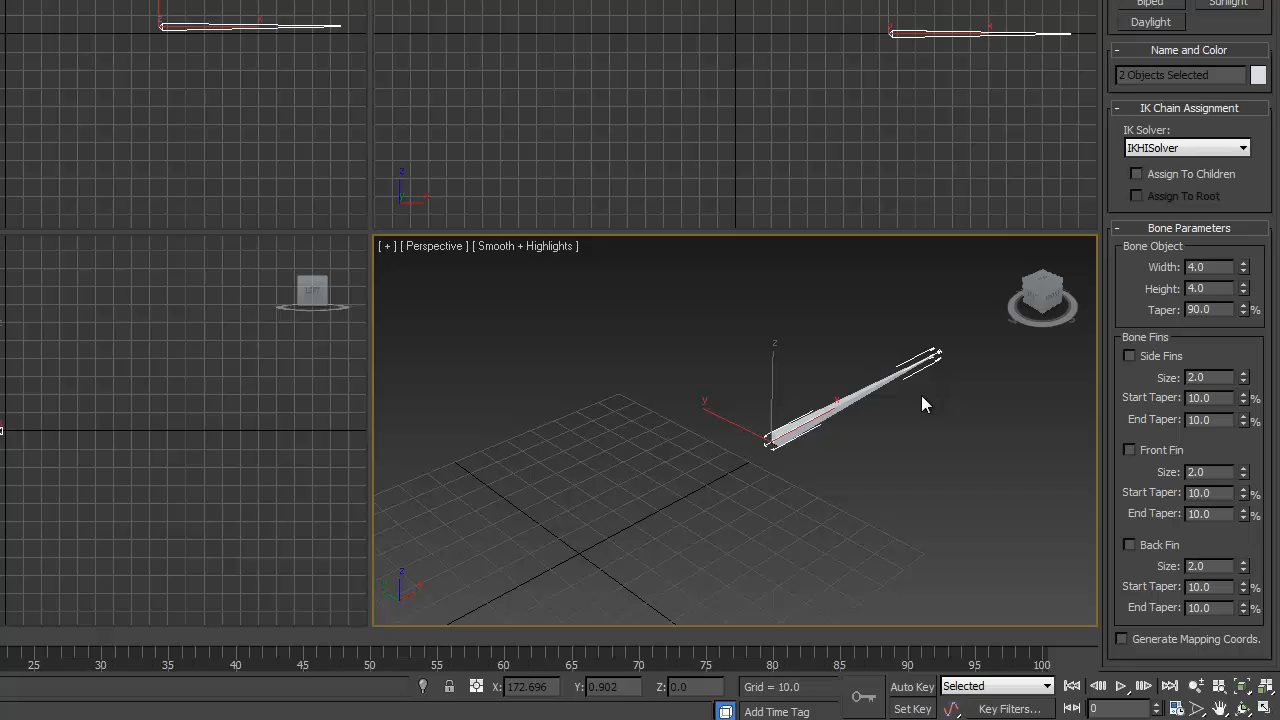 Biped
Sunlight
Daylight
- Name and Color
2 Objects Selected
- IK Chain Assignment
IK Solver:
IKHISolver
Assign To Children
Assign To Root
- Bone Parameters
Bone Object
Width: 4.0
Height: 4.0
Taper: 90.0 %
Bone Fins
Side Fins
Size: 2.0
Start Taper: 10.0 %
End Taper: 10.0 %
Front Fin
Size: 2.0
Start Taper: 10.0 %
End Taper: 10.0 %
Back Fin
Size: 2.0
Start Taper: 10.0 %
End Taper: 10.0 %
Generate Mapping Coords.
x
x
z
x
LEFT
[ + ] [ Perspective ] [ Smooth + Highlights ]
z
y
x
z
x
25 30 35 40 45 50 55 60 65 70 75 80 85 90 95 100
X: 172.696 Y: 0.902 Z: 0.0 Grid = 10.0 Auto Key Selected
Add Time Tag Set Key Key Filters... 0